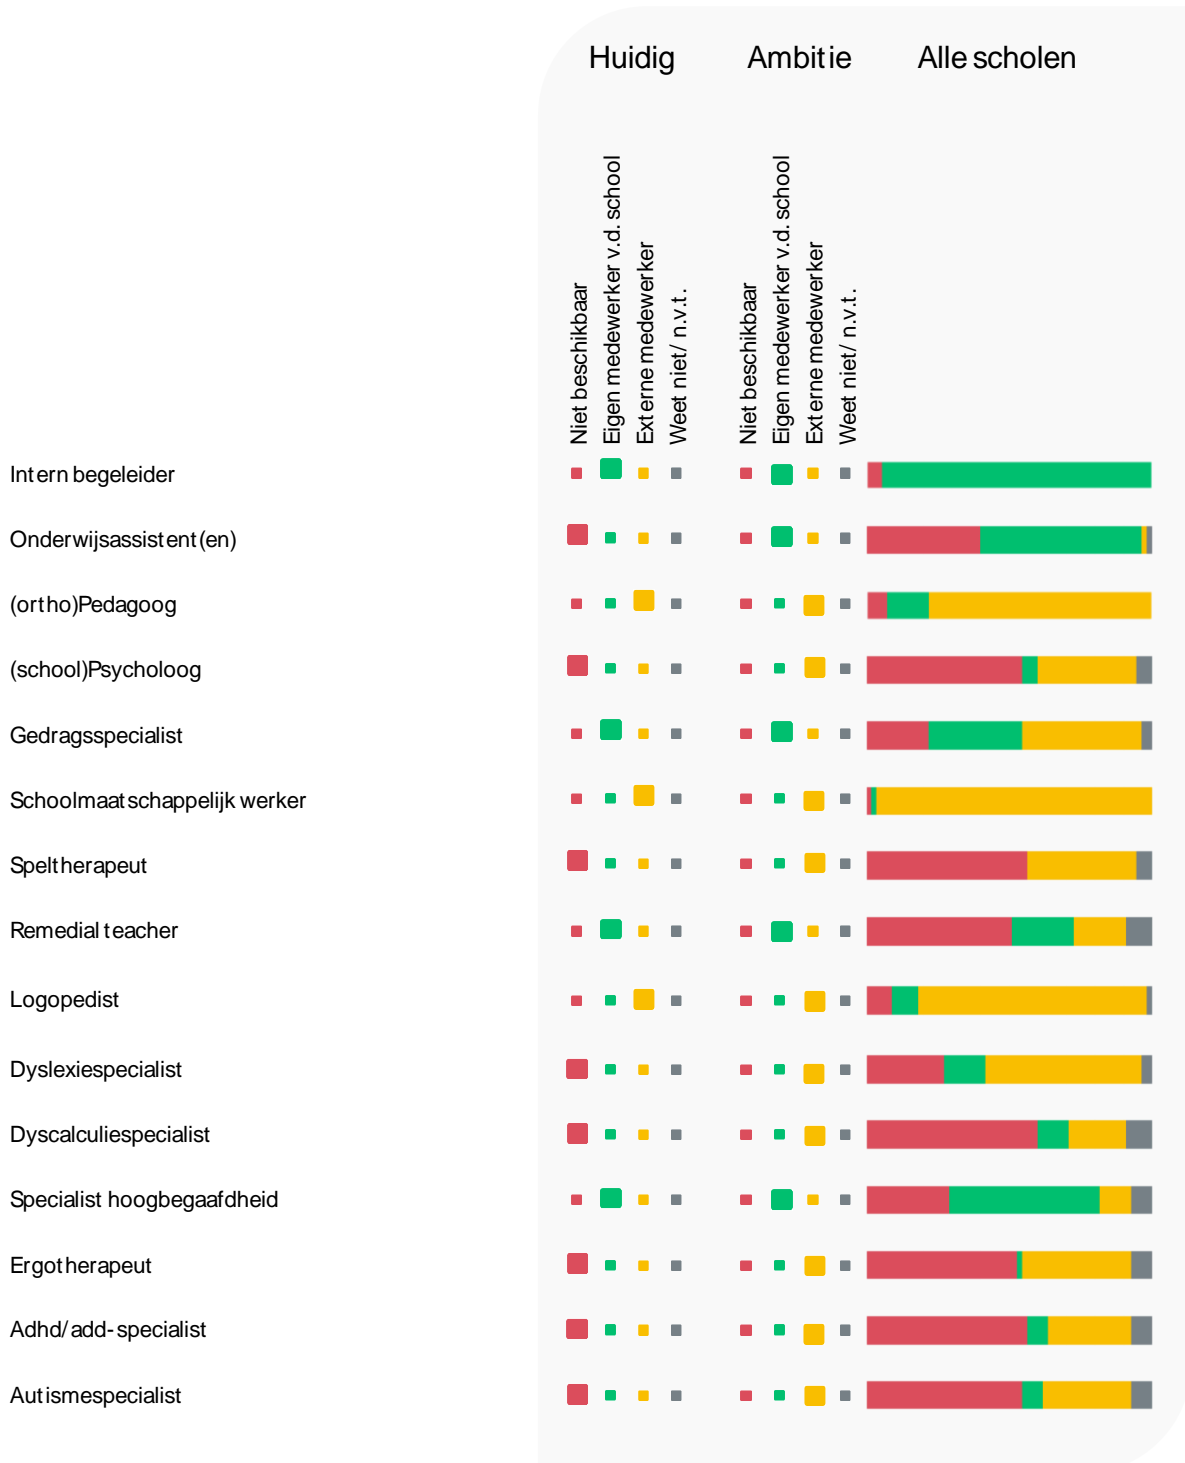 Huidig
Ambitie
Alle scholen
Niet beschikbaar
Eigen medewerker v.d. school
Externe medewerker
Weet niet/ n.v.t.
Niet beschikbaar
Eigen medewerker v.d. school
Externe medewerker
Weet niet/ n.v.t.
Intern begeleider
Onderwijsassistent(en)
(ortho)Pedagoog
(school)Psycholoog
Gedragsspecialist
Schoolmaatschappelijk werker
Speltherapeut
Remedial teacher
Logopedist
Dyslexiespecialist
Dyscalculiespecialist
Specialist hoogbegaafdheid
Ergotherapeut
Adhd/add-specialist
Autismespecialist